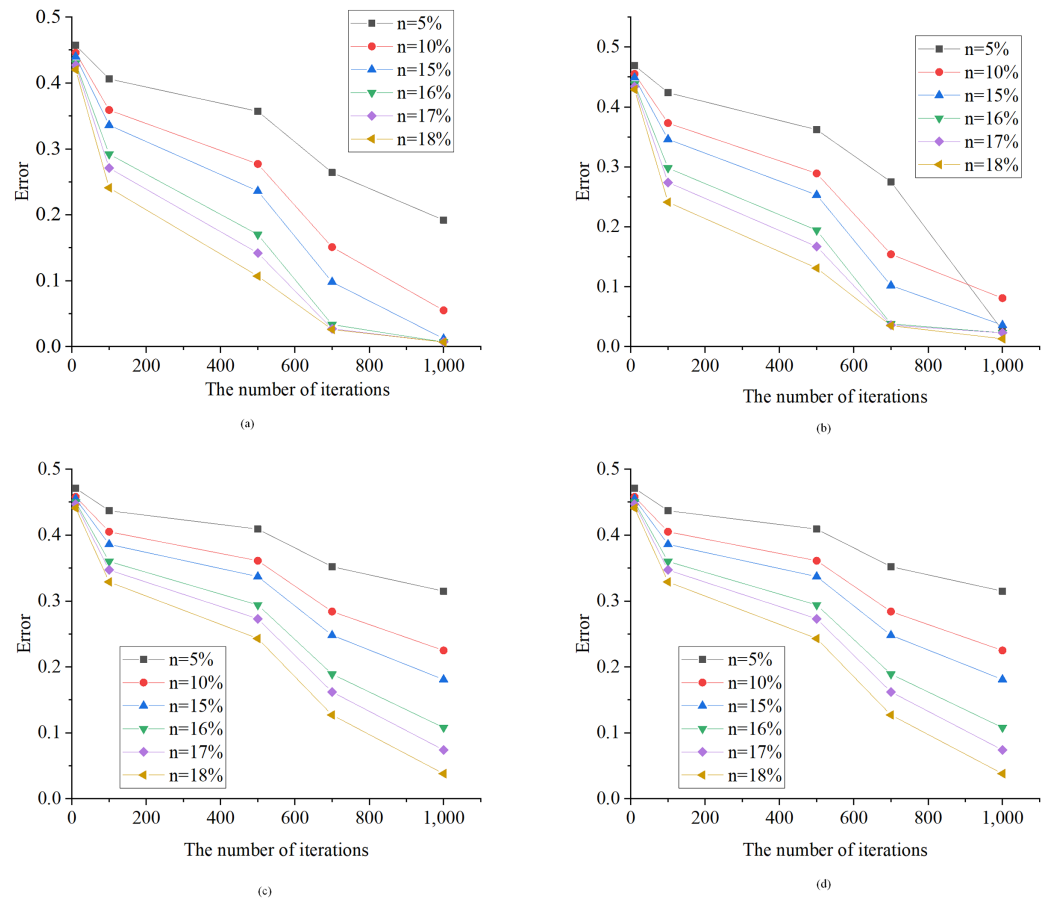 0.5
0.4
0.3
0.2
0.1
0.0
Error
n=5%
n=10%
n=15%
n=16%
n=17%
n=18%
0
200
400
600
800
1,000
The number of iterations
(a)
0.5
0.4
0.3
0.2
0.1
0.0
Error
n=5%
n=10%
n=15%
n=16%
n=17%
n=18%
0
200
400
600
800
1,000
The number of iterations
(b)
0.5
0.4
0.3
0.2
0.1
0.0
Error
n=5%
n=10%
n=15%
n=16%
n=17%
n=18%
0
200
400
600
800
1,000
The number of iterations
(c)
0.5
0.4
0.3
0.2
0.1
0.0
Error
n=5%
n=10%
n=15%
n=16%
n=17%
n=18%
0
200
400
600
800
1,000
The number of iterations
(d)